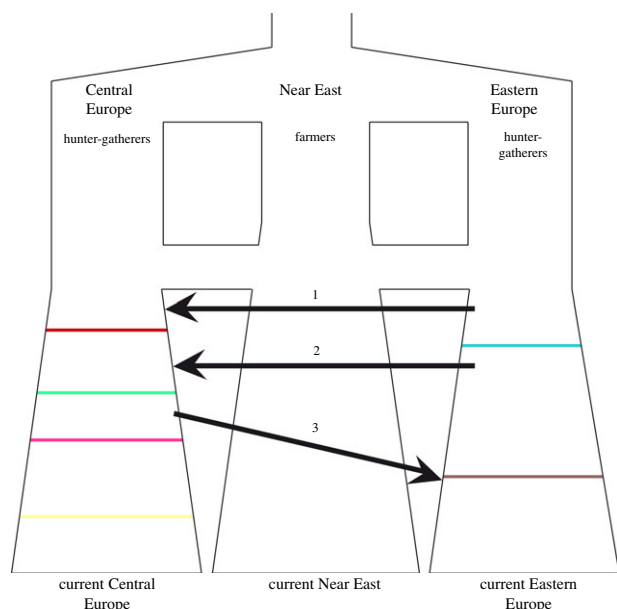 Central
Europe
hunter-gatherers
Near East
farmers
Eastern
Europe
hunter-
gatherers
1
2
3
current Central
Europe
current Near East
current Eastern
Europe